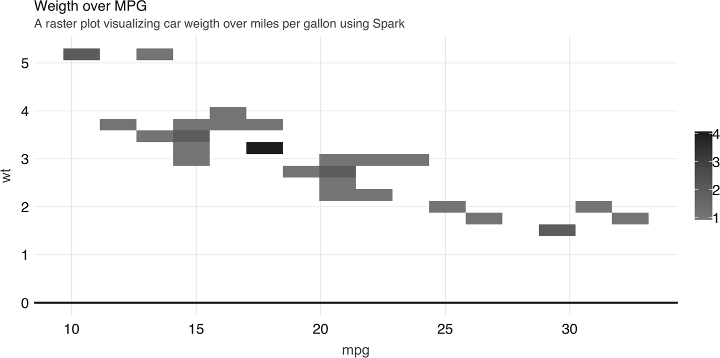 Weigth over MPG
A raster plot visualizing car weigth over miles per gallon using Spark
5
4
3
2
1
0
wt
10 15 20 25 30
mpg
4
3
2
1